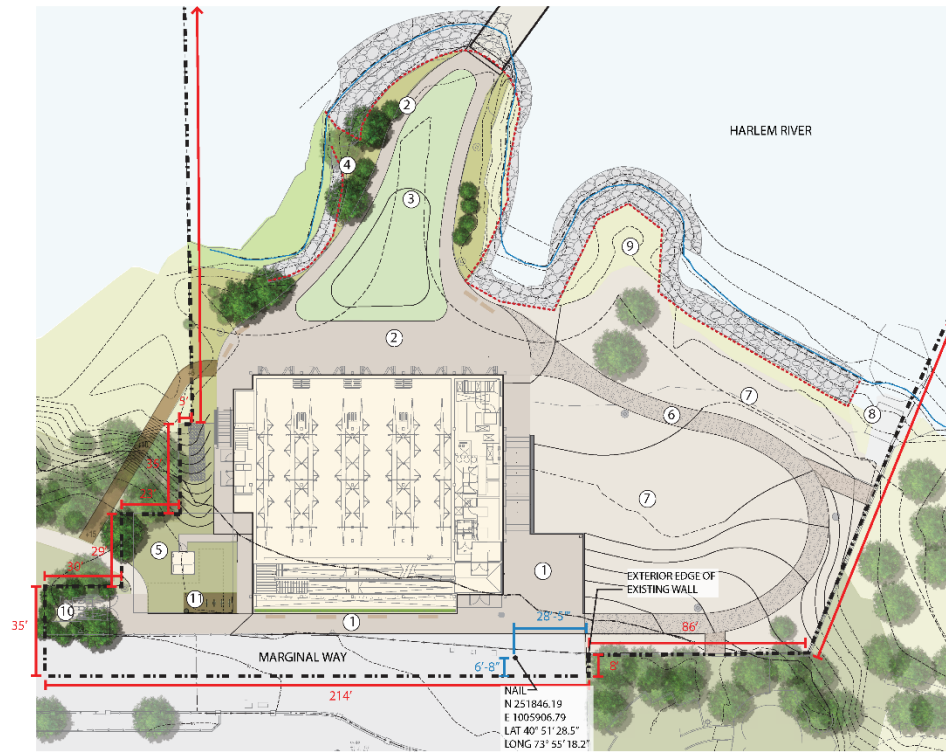 HARLEM RIVER
2
4
3
9
2
5'
6
7
8
7
29'
5
30'
10
11
1
EXTERIOR EDGE OF
EXISTING WALL
28'-5"
1
86'
35'
MARGINAL WAY
6'-8"
8'
214'
NAIL
N 251846.19
E 1005906.79
LAT 40° 51' 28.5"
LONG 73° 55' 18.2"